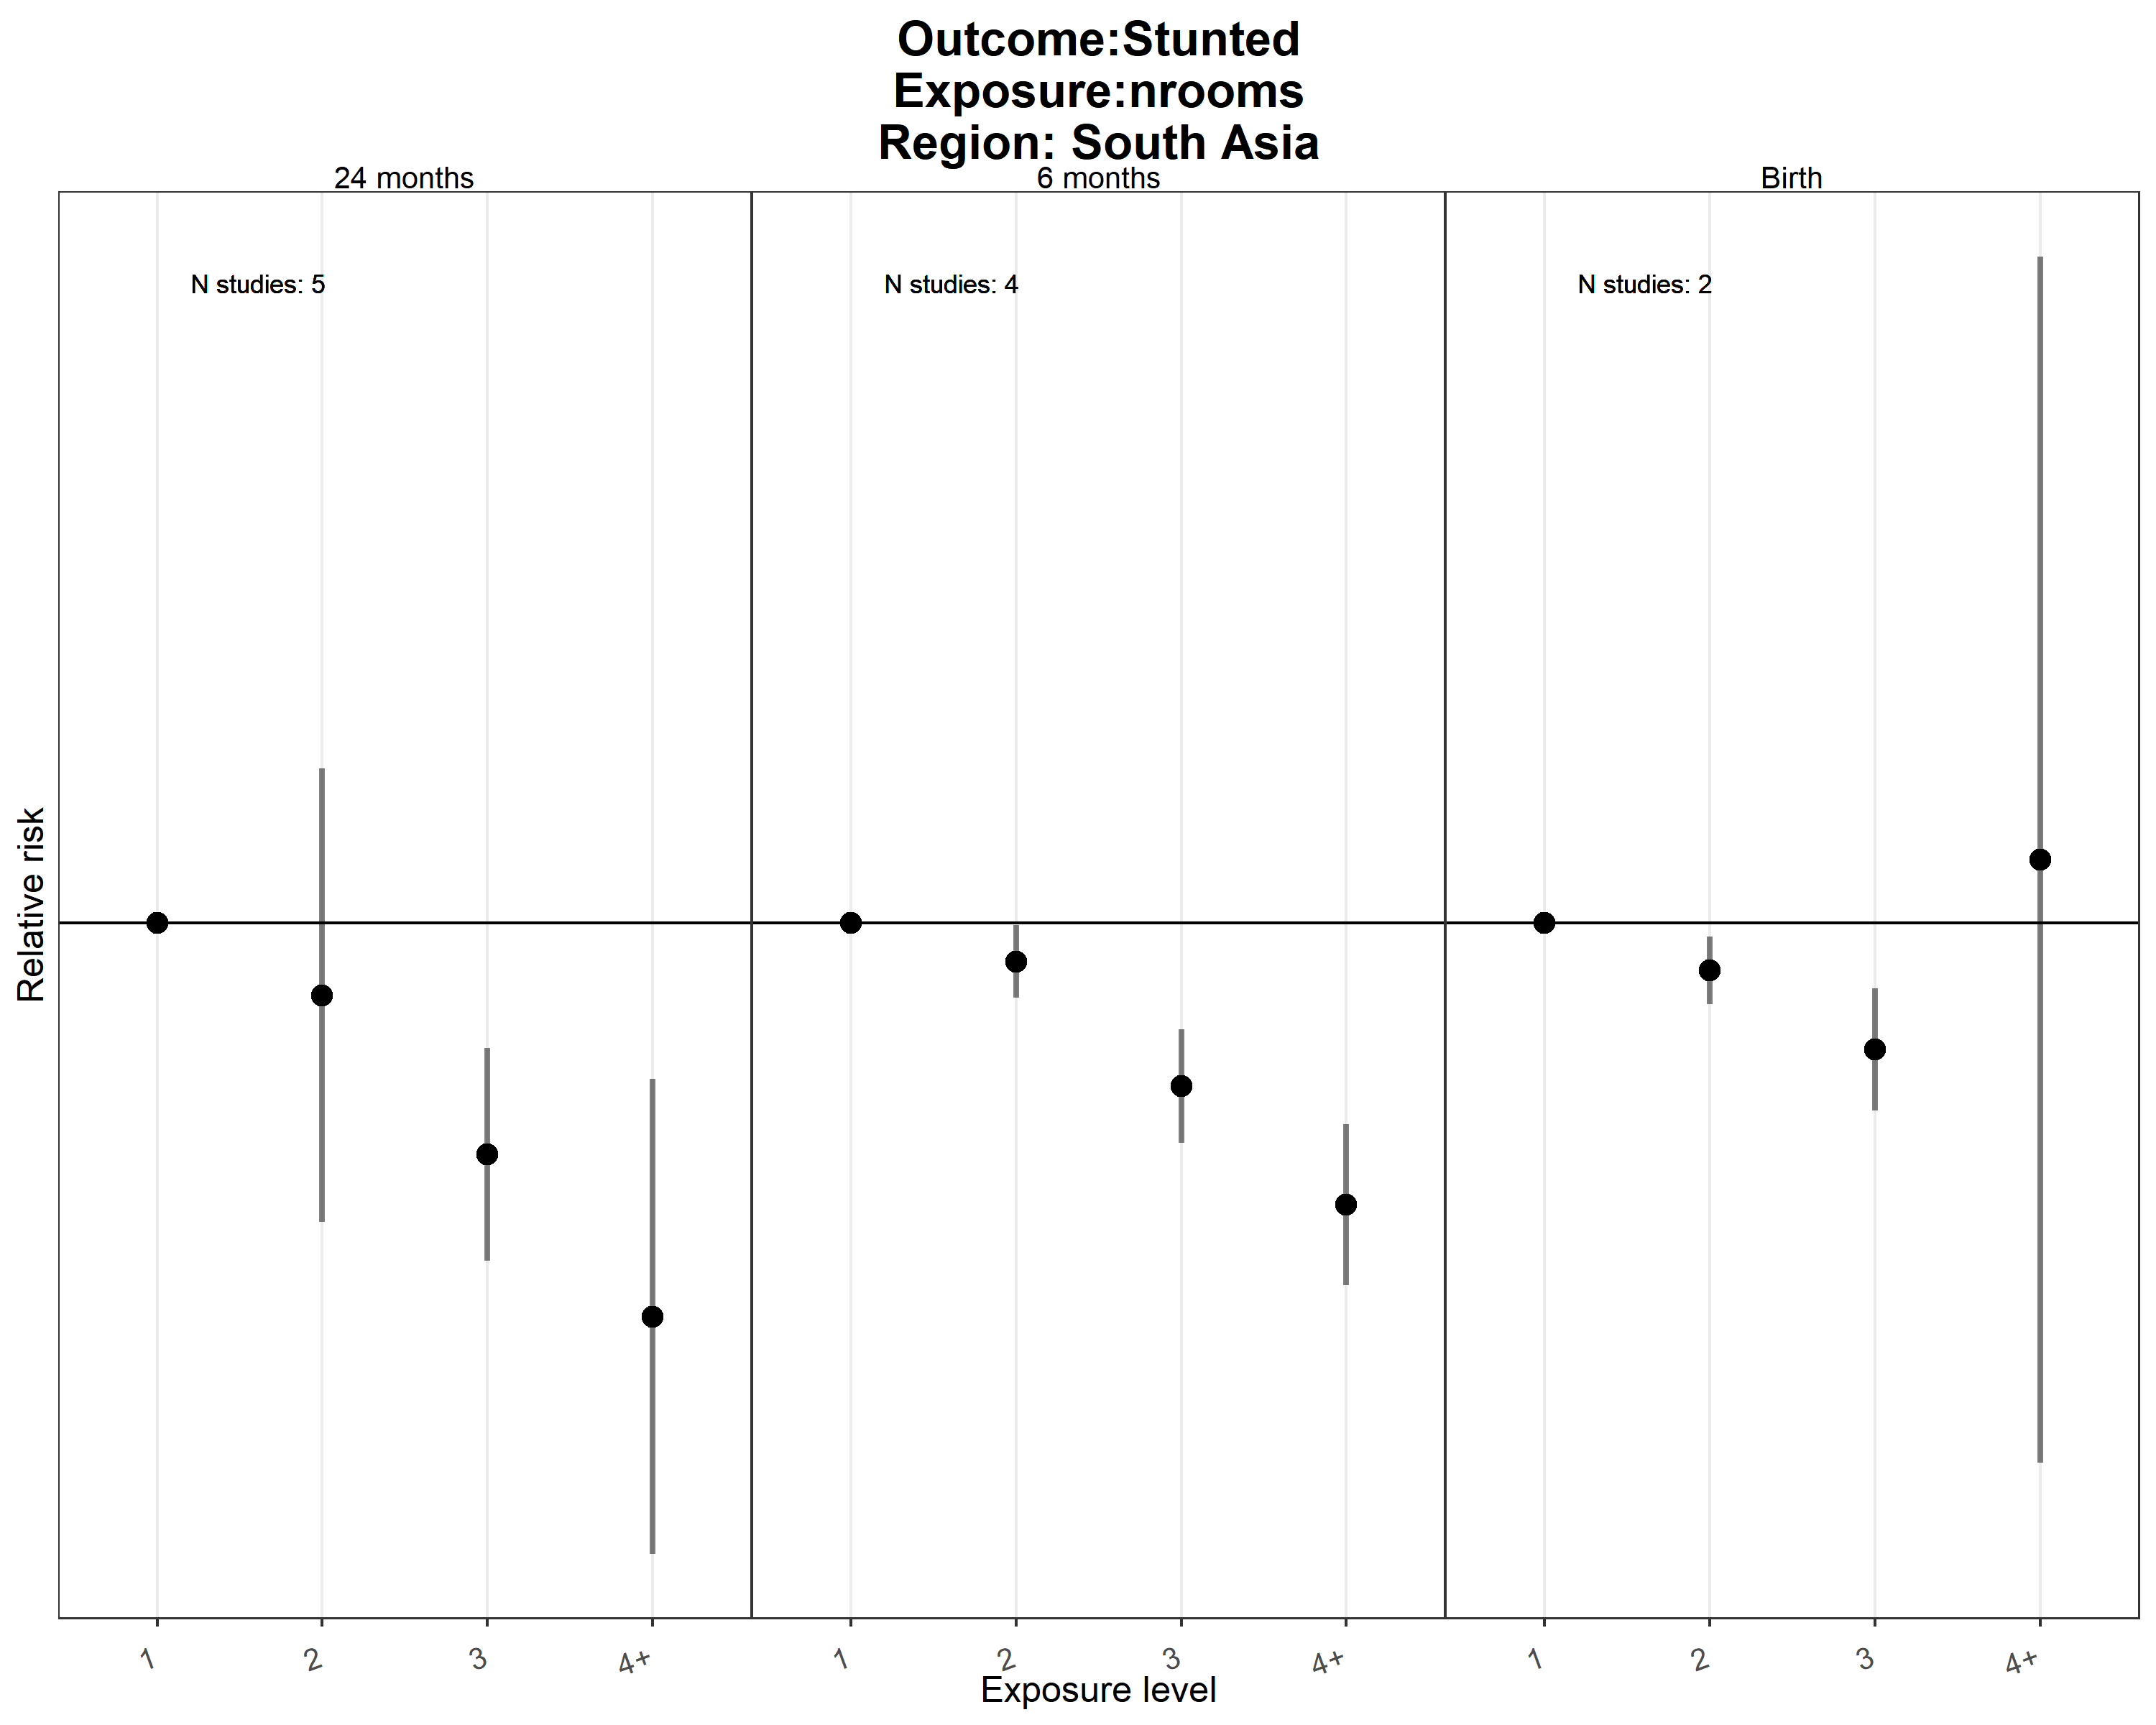 Outcome:Stunted
Exposure:nrooms
Region: South Asia
24 months
6 months
Birth
N studies: 5
N studies: 4
N studies: 2
Relative risk
1
2
3
4+
1
2
3
4+
1
2
3
4+
Exposure level